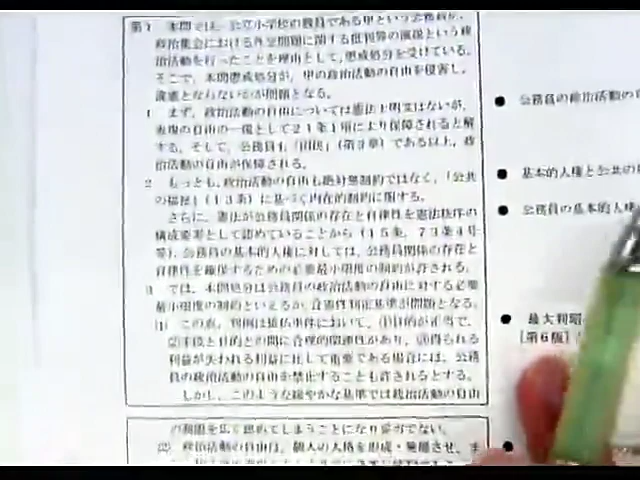 第1 本問では、公立小学校の教員である甲という公務員が、
政治集会における外交問題に関する批判等の演説という政
治活動を行ったことを理由として、懲戒処分を受けている。
そこで、本問懲戒処分が、甲の政治活動の自由を侵害し、
違憲とならないかが問題となる。
1 まず、政治活動の自由については憲法上明文はないが、
表現の自由の一環として21条1項により保障されると解
する。そして、公務員も「国民」(第3章)である以上、政
治活動の自由が保障される。
2 もっとも、政治活動の自由も絶対無制約ではなく、「公共
の福祉」(13条)に基づく内在的制約に服する。
さらに、憲法が公務員関係の存在と自律性を憲法秩序の
構成要素として認めていることから(15条、73条4号
等)、公務員の基本的人権に対しては、公務員関係の存在と
自律性を確保するための必要最小限度の制約が許される。
3 では、本問処分は公務員の政治活動の自由に対する必要
最小限度の制約といえるか、合憲性判定基準が問題となる。
(1) この点、判例は猿払事件において、①目的が正当で、
②手段と目的との間に合理的関連性があり、③得られる
利益が失われる利益に比して重要である場合には、公務
員の政治活動の自由を禁止することも許されるとする。
しかし、このような緩やかな基準では政治活動の自由
の制限を広く認めてしまうことになり妥当でない。
(2) 政治活動の自由は、個人の人格を形成・発展させ、
● 公務員の政治活動の自
● 基本的人権と公共の
● 公務員の基本的人権
● 最大判昭
[第6版]
●